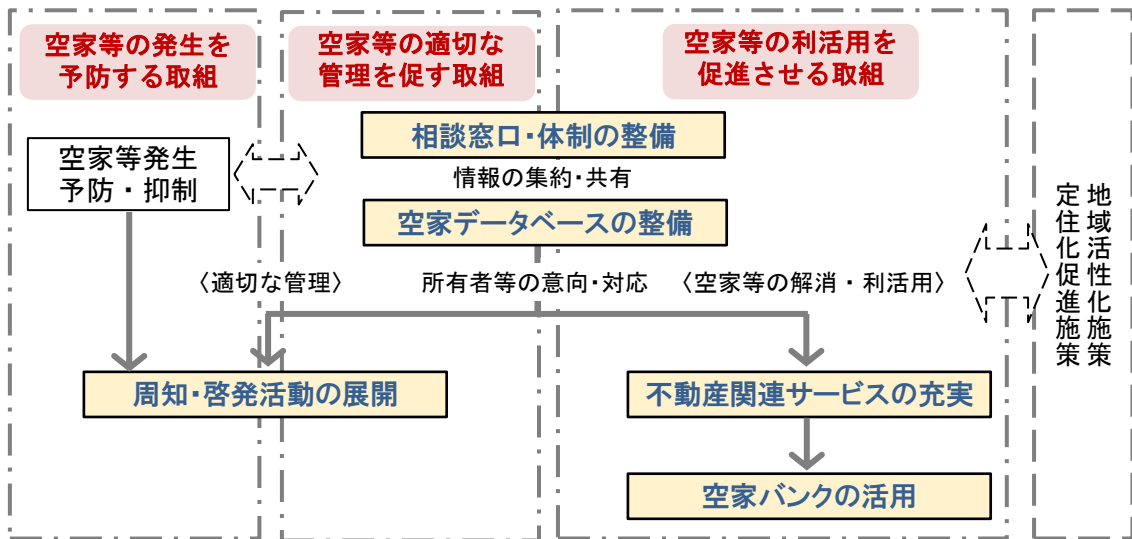 空家等の発生を
予防する取組
空家等の適切な
管理を促す取組
空家等の利活用を
促進させる取組
相談窓口・体制の整備
空家等発生
予防・抑制
情報の集約・共有
空家データベースの整備
〈適切な管理〉
所有者等の意向・対応
〈空家等の解消・利活用〉
地域活性化施策
定住化促進施策
周知・啓発活動の展開
不動産関連サービスの充実
空家バンクの活用